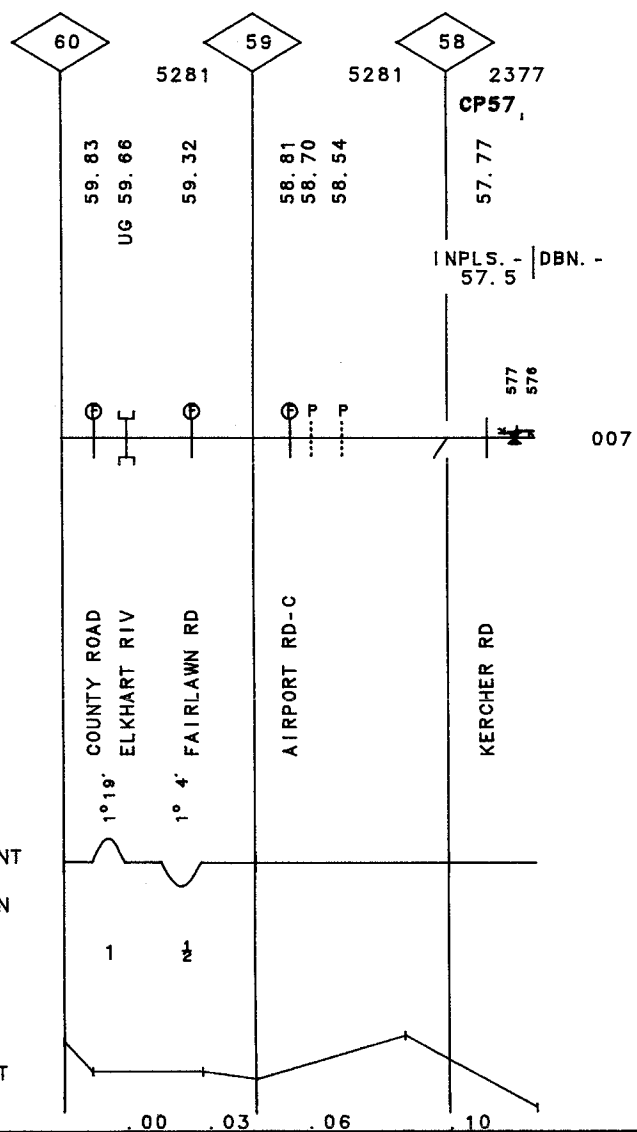 60 59 58
5281 5281 2377
CP57
59.83
UG 59.66
59.32
58.81
58.70
58.54
57.77
INPLS. - DBN. -
57.5
577
576
F F F P P
007
COUNTY ROAD
ELKHART RIV
FAIRLAWN RD
AIRPORT RD-C
KERCHER RD
1°19'
1° 4'
NT
N
1 ½
T
.00 .03 .06 .10